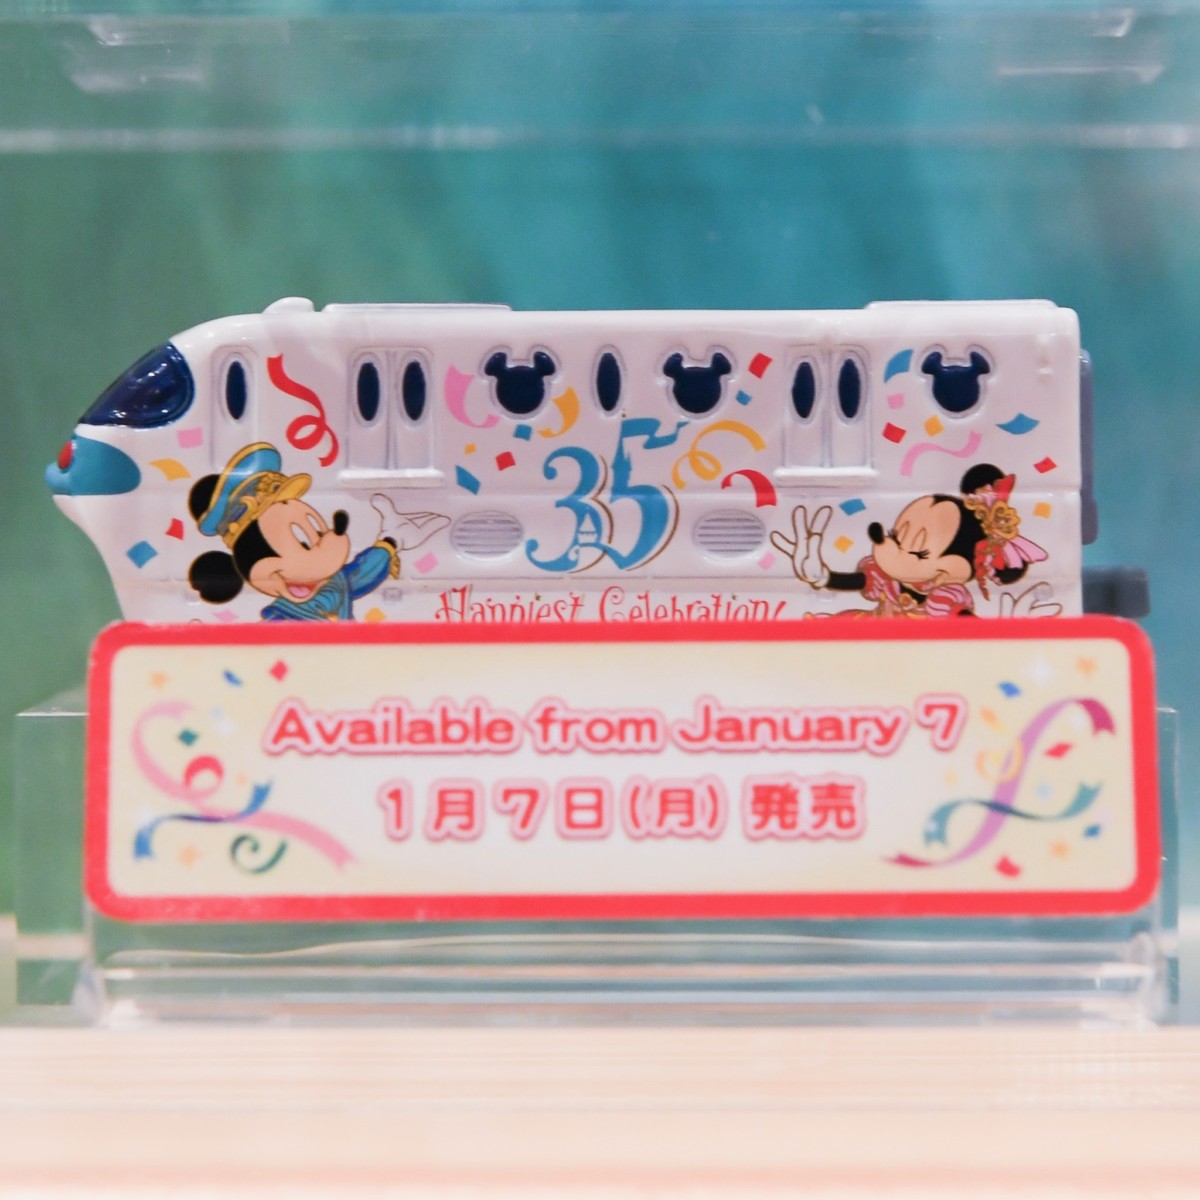 35
Happiest Celebration!
Available from January 7
1月7日(月)発売